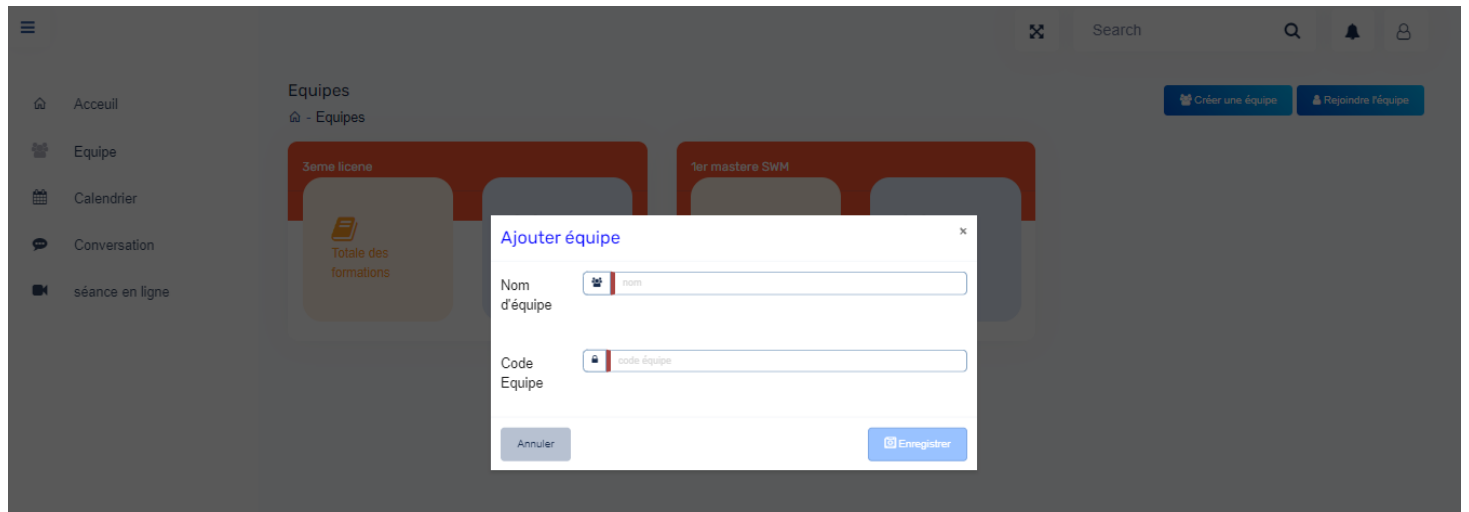 Search
Acceuil
Equipe
Calendrier
Conversation
séance en ligne
Equipes
- Equipes
Créer une équipe
Rejoindre l'équipe
3eme licene
1er mastere SWM
Totale des
formations
Ajouter équipe
×
Nom
d'équipe
nom
Code
Equipe
code équipe
Annuler
Enregistrer